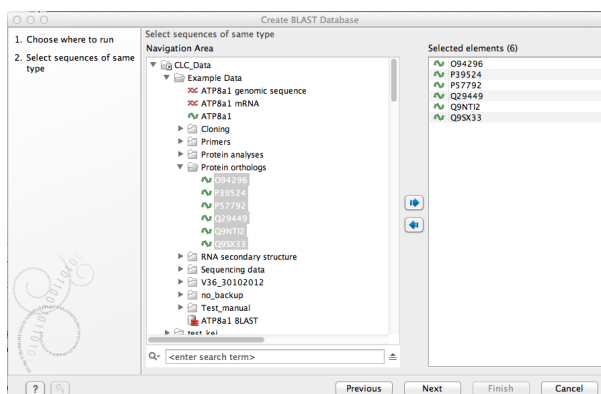 Create BLAST Database
1. Choose where to run
2. Select sequences of same
type
Select sequences of same type
Navigation Area
CLC_Data
Example Data
ATP8a1 genomic sequence
ATP8a1 mRNA
ATP8a1
Cloning
Primers
Protein analyses
Protein orthologs
O94296
P39524
P57792
Q29449
Q9NTI2
Q9SX33
RNA secondary structure
Sequencing data
V36_30102012
no_backup
Test_manual
ATP8a1 BLAST
test_kei
<enter search term>
Selected elements (6)
O94296
P39524
P57792
Q29449
Q9NTI2
Q9SX33
?
Previous
Next
Finish
Cancel